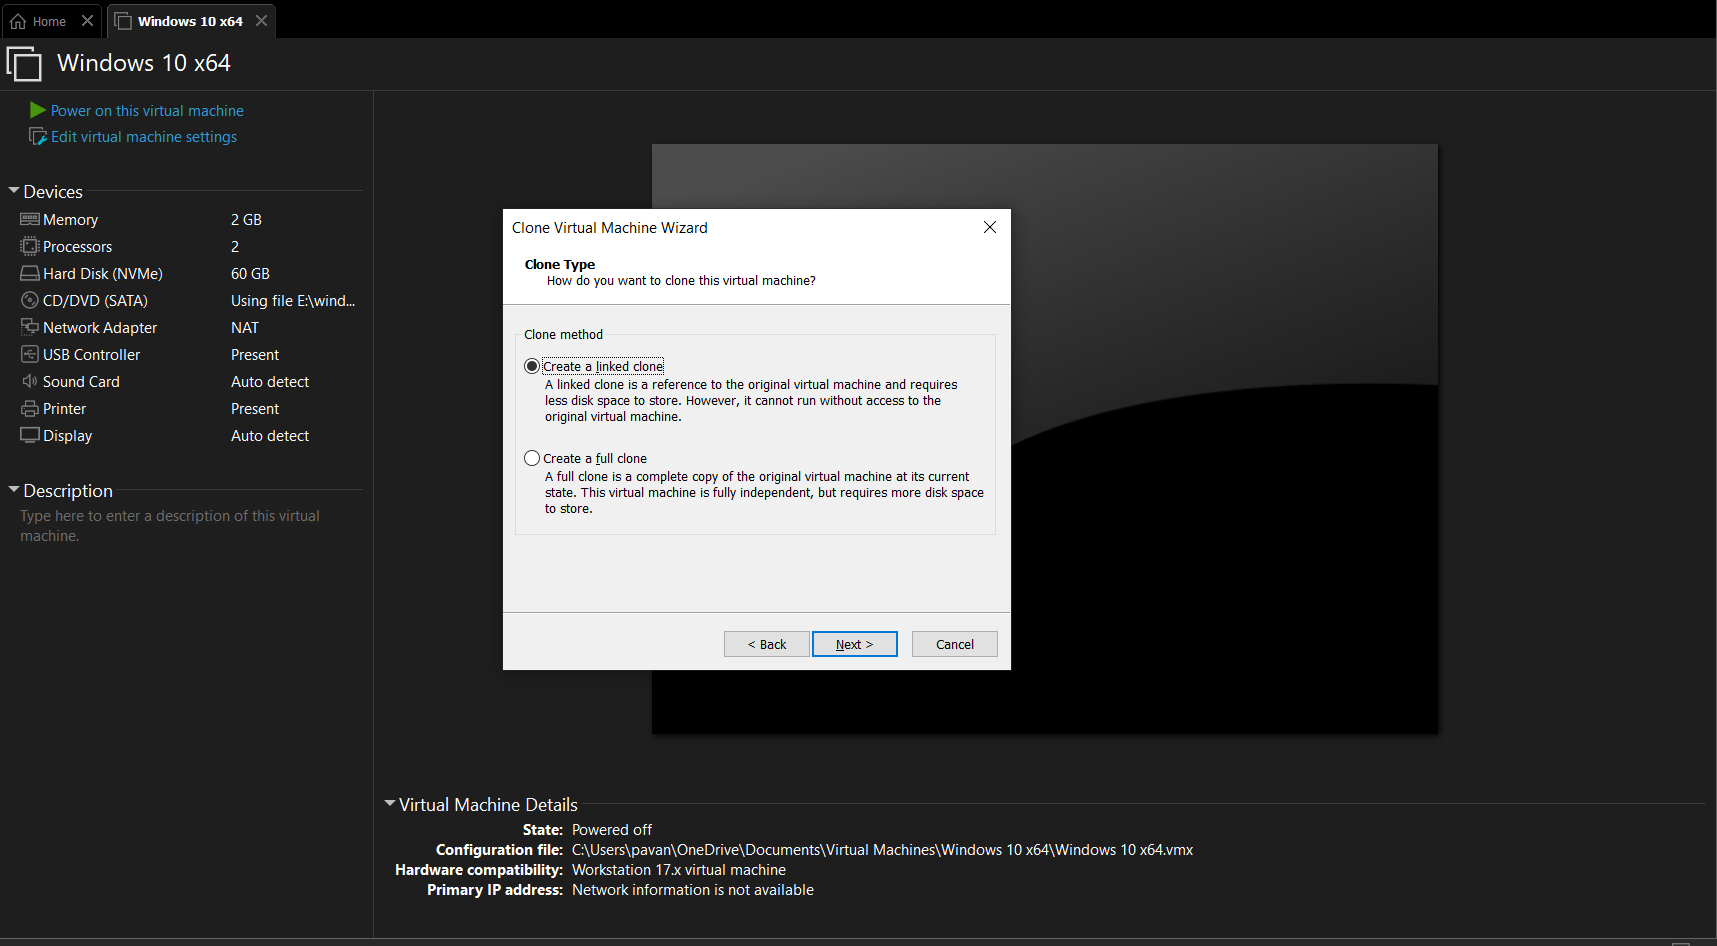 Home
Windows 10 x64
Windows 10 x64
Power on this virtual machine
Edit virtual machine settings
Devices
Memory 2 GB
Processors 2
Hard Disk (NVMe) 60 GB
CD/DVD (SATA) Using file E:\wind...
Network Adapter NAT
USB Controller Present
Sound Card Auto detect
Printer Present
Display Auto detect
Description
Type here to enter a description of this virtual
machine.
Clone Virtual Machine Wizard
Clone Type
How do you want to clone this virtual machine?
Clone method
Create a linked clone
A linked clone is a reference to the original virtual machine and requires
less disk space to store. However, it cannot run without access to the
original virtual machine.
Create a full clone
A full clone is a complete copy of the original virtual machine at its current
state. This virtual machine is fully independent, but requires more disk space
to store.
< Back
Next >
Cancel
Virtual Machine Details
State: Powered off
Configuration file: C:\Users\pavan\OneDrive\Documents\Virtual Machines\Windows 10 x64\Windows 10 x64.vmx
Hardware compatibility: Workstation 17.x virtual machine
Primary IP address: Network information is not available